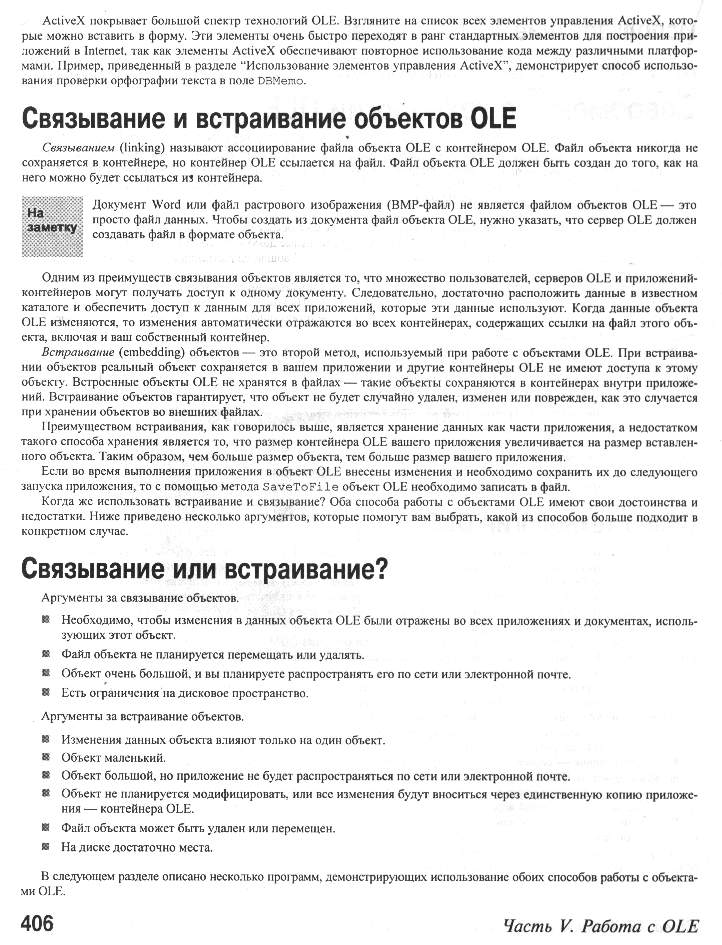 ActiveX покрывает большой спектр технологий OLE. Взгляните на список всех элементов управления ActiveX, кото-
рые можно вставить в форму. Эти элементы очень быстро переходят в ранг стандартных элементов для построения при-
ложений в Internet, так как элементы ActiveX обеспечивают повторное использование кода между различными платфор-
мами. Пример, приведенный в разделе “Использование элементов управления ActiveX”, демонстрирует способ использо-
вания проверки орфографии текста в поле DBMemo.
Связывание и встраивание объектов OLE
Связыванием (linking) называют ассоциирование файла объекта OLE с контейнером OLE. Файл объекта никогда не
сохраняется в контейнере, но контейнер OLE ссылается на файл. Файл объекта OLE должен быть создан до того, как на
него можно будет ссылаться из контейнера.
На
заметку
Документ Word или файл растрового изображения (BMP-файл) не является файлом объектов OLE — это
просто файл данных. Чтобы создать из документа файл объекта OLE, нужно указать, что сервер OLE должен
создавать файл в формате объекта.
Одним из преимуществ связывания объектов является то, что множество пользователей, серверов OLE и приложений-
контейнеров могут получать доступ к одному документу. Следовательно, достаточно расположить данные в известном
каталоге и обеспечить доступ к данным для всех приложений, которые эти данные используют. Когда данные объекта
OLE изменяются, то изменения автоматически отражаются во всех контейнерах, содержащих ссылки на файл этого объ-
екта, включая и ваш собственный контейнер.
Встраивание (embedding) объектов — это второй метод, используемый при работе с объектами OLE. При встраива-
нии объектов реальный объект сохраняется в вашем приложении и другие контейнеры OLE не имеют доступа к этому
объекту. Встроенные объекты OLE не хранятся в файлах — такие объекты сохраняются в контейнерах внутри приложе-
ний. Встраивание объектов гарантирует, что объект не будет случайно удален, изменен или поврежден, как это случается
при хранении объектов во внешних файлах.
Преимуществом встраивания, как говорилось выше, является хранение данных как части приложения, а недостатком
такого способа хранения является то, что размер контейнера OLE вашего приложения увеличивается на размер вставлен-
ного объекта. Таким образом, чем больше размер объекта, тем больше размер вашего приложения.
Если во время выполнения приложения в объект OLE внесены изменения и необходимо сохранить их до следующего
запуска приложения, то с помощью метода SaveToFile объект OLE необходимо записать в файл.
Когда же использовать встраивание и связывание? Оба способа работы с объектами OLE имеют свои достоинства и
недостатки. Ниже приведено несколько аргументов, которые помогут вам выбрать, какой из способов больше подходит в
конкретном случае.
Связывание или встраивание?
Аргументы за связывание объектов.
Необходимо, чтобы изменения в данных объекта OLE были отражены во всех приложениях и документах, исполь-
зующих этот объект.
Файл объекта не планируется перемещать или удалять.
Объект очень большой, и вы планируете распространять его по сети или электронной почте.
Есть ограничения на дисковое пространство.
Аргументы за встраивание объектов.
Изменения данных объекта влияют только на один объект.
Объект маленький.
Объект большой, но приложение не будет распространяться по сети или электронной почте.
Объект не планируется модифицировать, или все изменения будут вноситься через единственную копию приложе-
ния — контейнера OLE.
Файл объекта может быть удален или перемещен.
На диске достаточно места.
В следующем разделе описано несколько программ, демонстрирующих использование обоих способов работы с объекта-
ми OLE.
406
Часть V. Работа с OLE